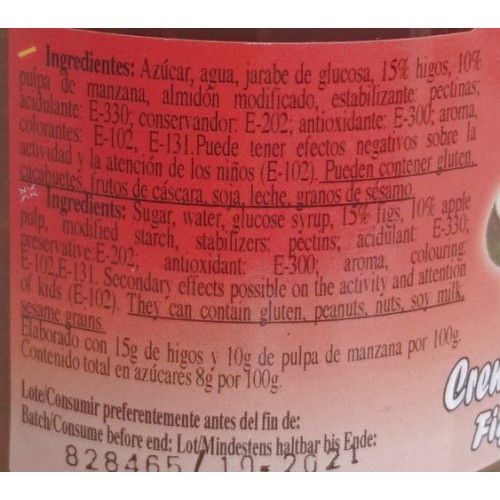 Ingredientes: Azúcar, agua, jarabe de glucosa, 15% higos, 10%
pulpa de manzana, almidón modificado, estabilizante: pectinas;
acidulante: E-330; conservandor: E-202; antioxidante: E-300; aroma,
colorantes: E-102, E-131.Puede tener efectos negativos sobre la
actividad y la atención de los niños (E-102). Pueden contener gluten,
cacahuetes, frutos de cáscara, soja, leche, granos de sésamo.
Ingredients: Sugar, water, glucose syrup, 15% figs, 10% apple
pulp, modified starch, stabilizers: pectins; acidulant: E-330;
preservative:E-202; antioxidant: E-300; aroma, colouring:
E-102,E-131. Secondary effects possible on the activity and attention
of kids (E-102). They can contain gluten, peanuts, nuts, soy milk,
sesame grains.
Elaborado con 15g de higos y 10g de pulpa de manzana por 100g.
Contenido total en azúcares 8g por 100g.
Lote/Consumir preferentemente antes del fin de:
Batch/Consume before end: Lot/Mindestens haltbar bis Ende:
828465/10-2021